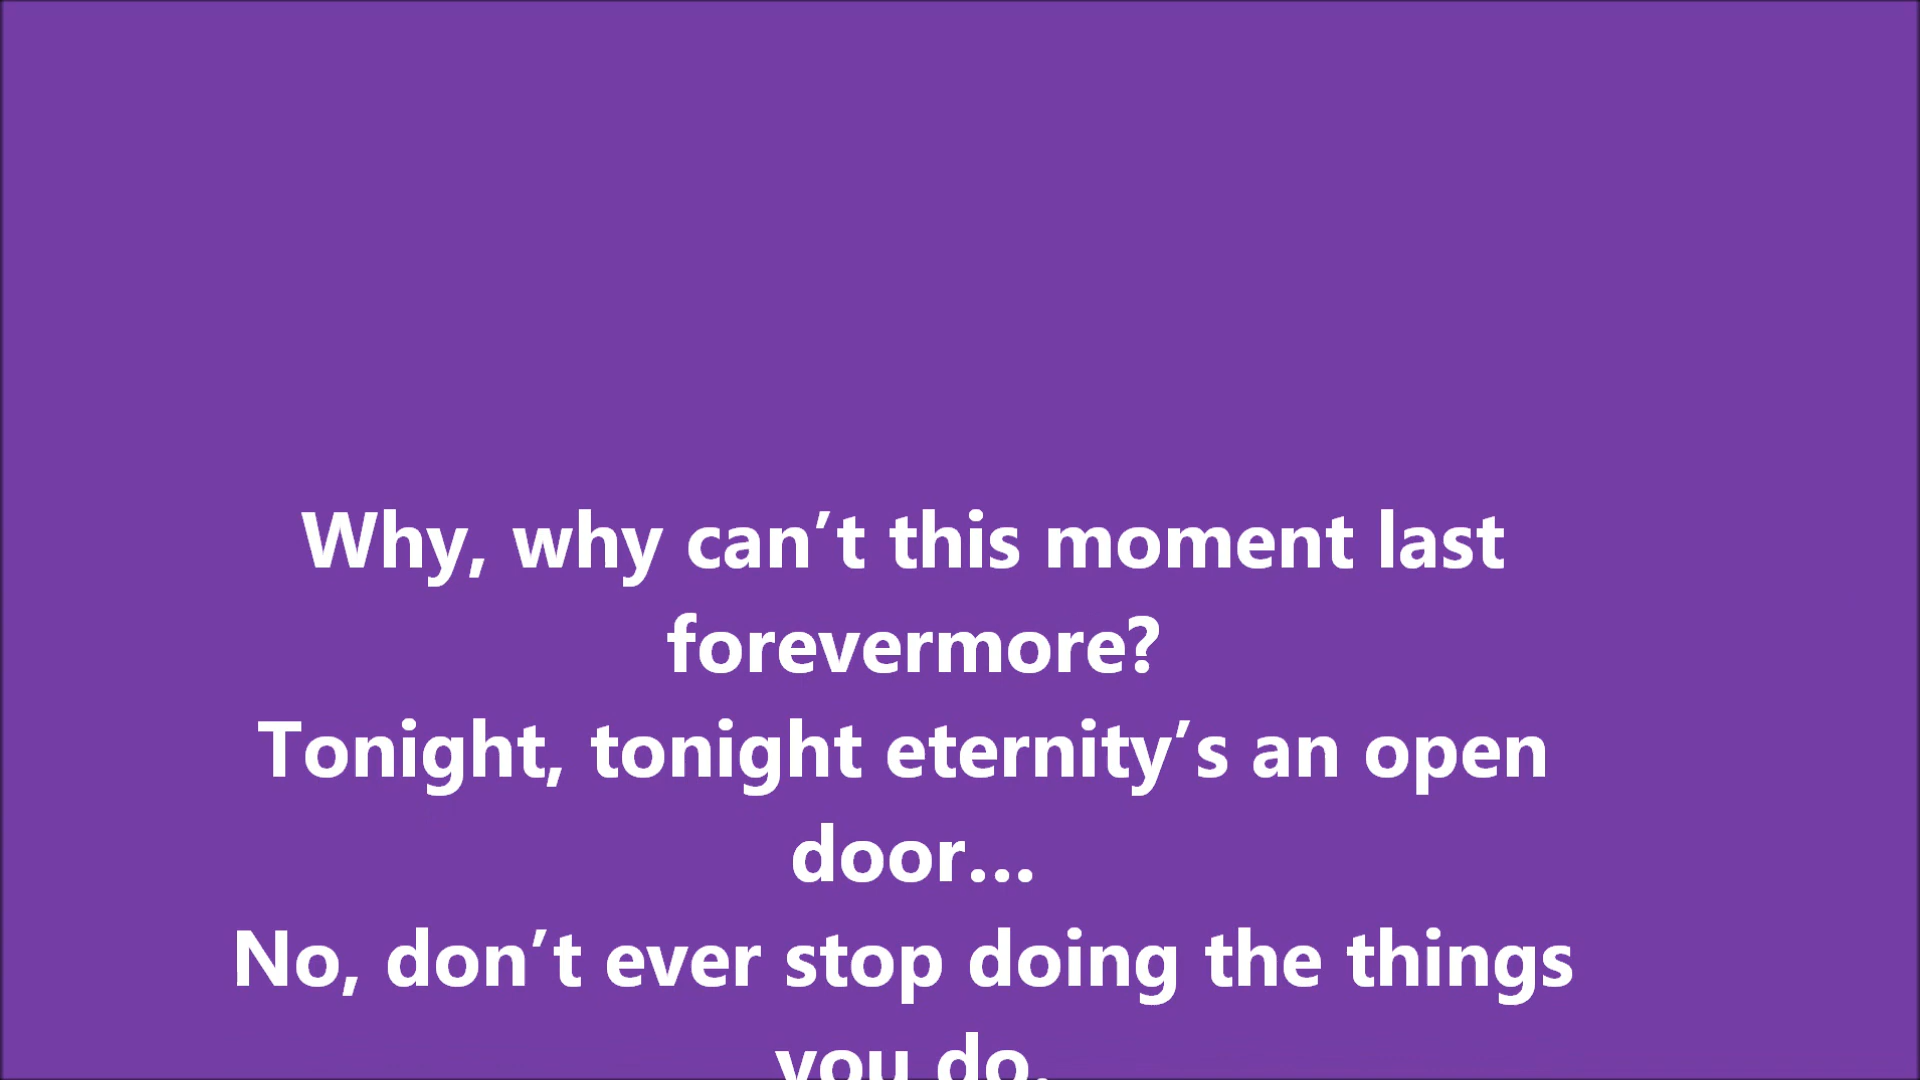 Why, why can’t this moment last
forevermore?
Tonight, tonight eternity’s an open
door…
No, don’t ever stop doing the things
you do.